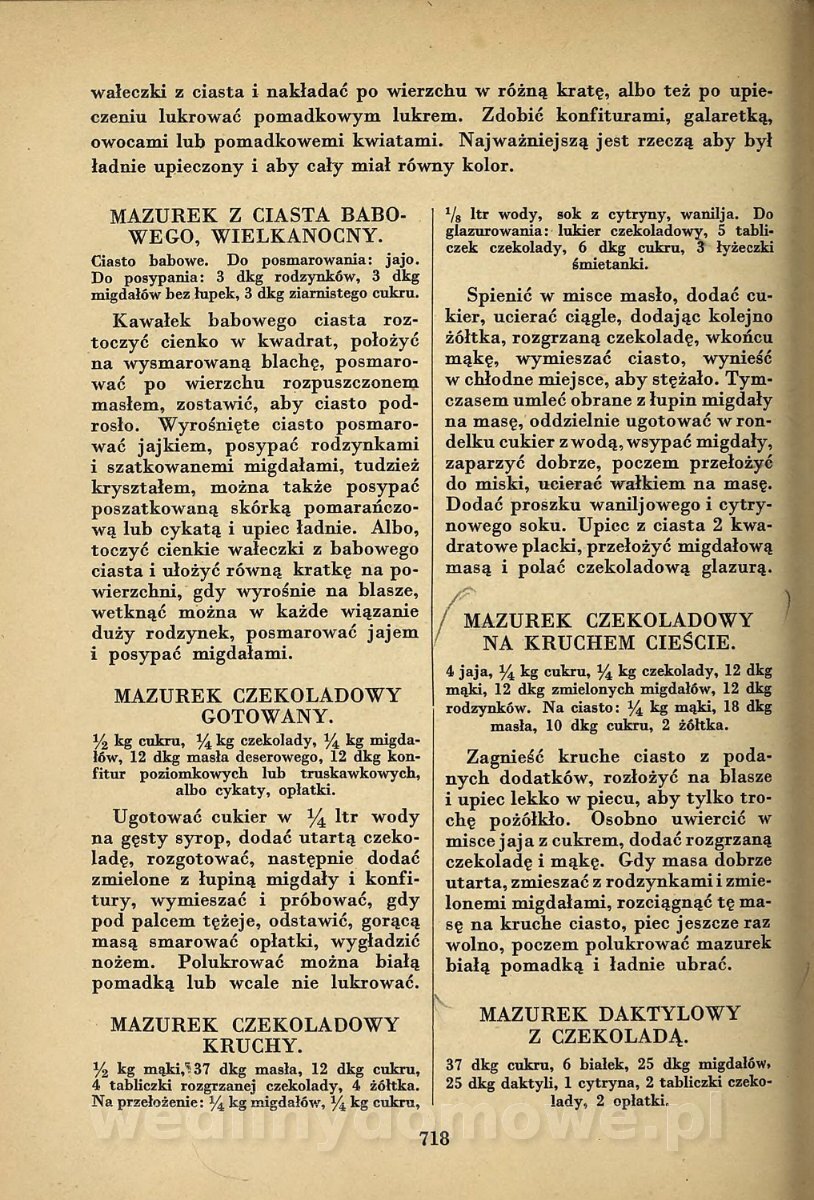 wałeczki z ciasta i nakładać po wierzchu w różną kratę, albo też po upie-
czeniu lukrować pomadkowym lukrem. Zdobić konfiturami, galaretką,
owocami lub pomadkowemi kwiatami. Najważniejszą jest rzeczą aby był
ładnie upieczony i aby cały miał równy kolor.
MAZUREK Z CIASTA BABO-
WEGO, WIELKANOCNY.
Ciasto babowe. Do posmarowania: jajo.
Do posypania: 3 dkg rodzynków, 3 dkg
migdałów bez łupek, 3 dkg ziarnistego cukru.
Kawałek babowego ciasta roz-
toczyć cienko w kwadrat, położyć
na wysmarowaną blachę, posmaro-
wać po wierzchu rozpuszczonem
masłem, zostawić, aby ciasto pod-
rosło. Wyrośnięte ciasto posmaro-
wać jajkiem, posypać rodzynkami
i szatkowanemi migdałami, tudzież
kryształem, można także posypać
poszatkowaną skórką pomarańczo-
wą lub cykatą i upiec ładnie. Albo,
toczyć cienkie wałeczki z babowego
ciasta i ułożyć równą kratkę na po-
wierzchni, gdy wyrośnie na blasze,
wetknąć można w każde wiązanie
duży rodzynek, posmarować jajem
i posypać migdałami.
MAZUREK CZEKOLADOWY
GOTOWANY.
½ kg cukru, ¼ kg czekolady, ¼ kg migda-
łów, 12 dkg masła deserowego, 12 dkg kon-
fitur poziomkowych lub truskawkowych,
albo cykaty, opłatki.
Ugotować cukier w ¼ ltr wody
na gęsty syrop, dodać utartą czeko-
ladę, rozgotować, następnie dodać
zmielone z łupiną migdały i konfi-
tury, wymieszać i próbować, gdy
pod palcem tężeje, odstawić, gorącą
masą smarować opłatki, wygładzić
nożem. Polukrować można białą
pomadką lub wcale nie lukrować.
MAZUREK CZEKOLADOWY
KRUCHY.
½ kg mąki, 37 dkg masła, 12 dkg cukru,
4 tabliczki rozgrzanej czekolady, 4 żółtka.
Na przełożenie: ¼ kg migdałów, ¼ kg cukru,
⅛ ltr wody, sok z cytryny, wanilja. Do
glazurowania: lukier czekoladowy, 5 tabli-
czek czekolady, 6 dkg cukru, 3 łyżeczki
śmietanki.
Spienić w misce masło, dodać cu-
kier, ucierać ciągle, dodając kolejno
żółtka, rozgrzaną czekoladę, wkońcu
mąkę, wymieszać ciasto, wynieść
w chłodne miejsce, aby stężało. Tym-
czasem umleć obrane z łupin migdały
na masę, oddzielnie ugotować w ron-
delku cukier z wodą, wsypać migdały,
zaparzyć dobrze, poczem przełożyć
do miski, ucierać wałkiem na masę.
Dodać proszku waniljowego i cytry-
nowego soku. Upiec z ciasta 2 kwa-
dratowe placki, przełożyć migdałową
masą i polać czekoladową glazurą.
MAZUREK CZEKOLADOWY
NA KRUCHEM CIEŚCIE.
4 jaja, ¼ kg cukru, ¼ kg czekolady, 12 dkg
mąki, 12 dkg zmielonych migdałów, 12 dkg
rodzynków. Na ciasto: ¼ kg mąki, 18 dkg
masła, 10 dkg cukru, 2 żółtka.
Zagnieść kruche ciasto z poda-
nych dodatków, rozłożyć na blasze
i upiec lekko w piecu, aby tylko tro-
chę pożółkło. Osobno uwiercić w
misce jaja z cukrem, dodać rozgrzaną
czekoladę i mąkę. Gdy masa dobrze
utarta, zmieszać z rodzynkami i zmie-
lonemi migdałami, rozciągnąć tę ma-
sę na kruche ciasto, piec jeszcze raz
wolno, poczem polukrować mazurek
białą pomadką i ładnie ubrać.
MAZUREK DAKTYLOWY
Z CZEKOLADĄ.
37 dkg cukru, 6 białek, 25 dkg migdałów,
25 dkg daktyli, 1 cytryna, 2 tabliczki czeko-
lady, 2 opłatki.
wedlinydomowe.pl
718